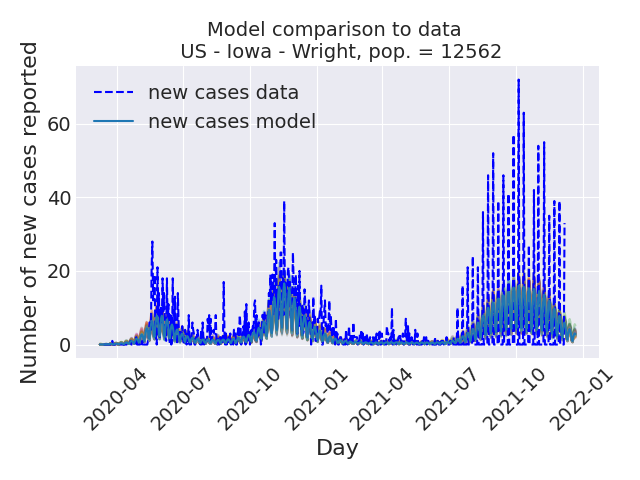 Model comparison to data
US - Iowa - Wright, pop. = 12562
new cases data
new cases model
Number of new cases reported
60
40
20
0
2020-04
2020-07
2020-10
2021-01
2021-04
2021-07
2021-10
2022-01
Day